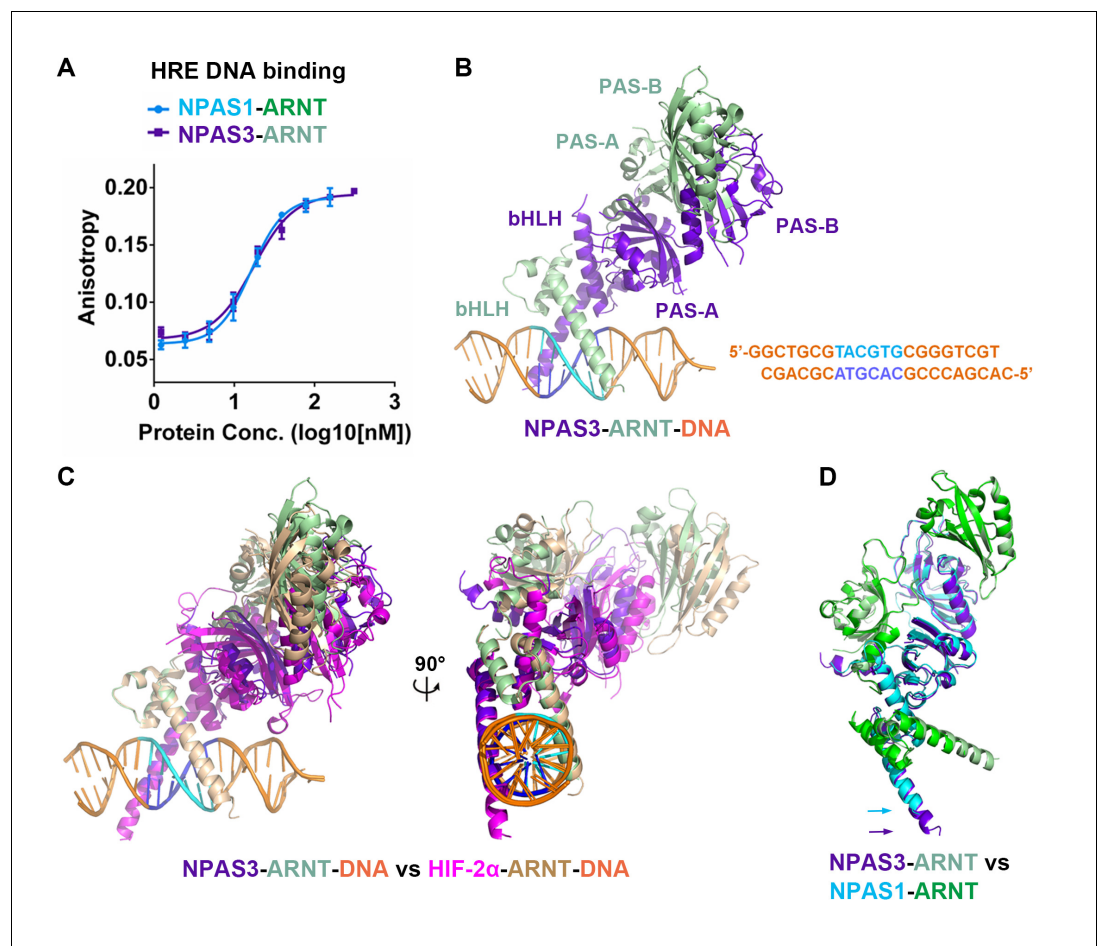 A
HRE DNA binding
NPAS1-ARNT
NPAS3-ARNT
0.20
0.15
0.10
0.05
Anisotropy
0 1 2 3
Protein Conc. (log10[nM])
B
PAS-B
PAS-A
bHLH
PAS-B
bHLH
PAS-A
5’-GGCTGCGTACGTGCGGGTCGT
CGACGCATGCACGCCCAGCAC-5’
NPAS3-ARNT-DNA
C
90°
NPAS3-ARNT-DNA vs HIF-2α-ARNT-DNA
D
NPAS3-ARNT vs
NPAS1-ARNT